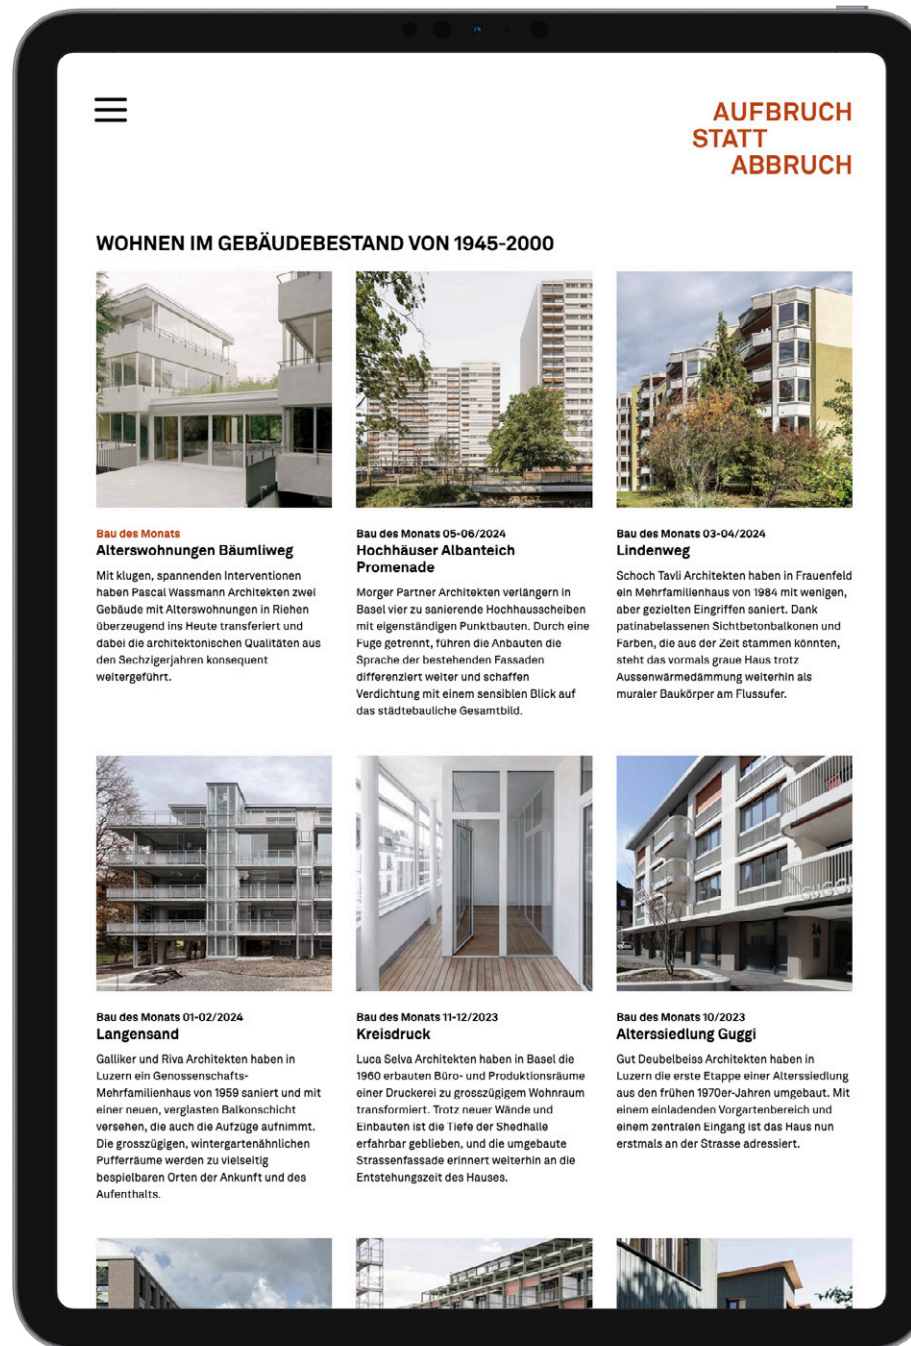 AUFBRUCH
STATT
ABBRUCH
WOHNEN IM GEBÄUDEBESTAND VON 1945-2000
Bau des Monats
Alterswohnungen Bäumliweg
Mit klugen, spannenden Interventionen
haben Pascal Wassmann Architekten zwei
Gebäude mit Alterswohnungen in Riehen
überzeugend ins Heute transferiert und
dabei die architektonischen Qualitäten aus
den Sechzigerjahren konsequent
weitergeführt.
Bau des Monats 05-06/2024
Hochhäuser Albanteich
Promenade
Morger Partner Architekten verlängern in
Basel vier zu sanierende Hochhausscheiben
mit eigenständigen Punktbauten. Durch eine
Fuge getrennt, führen die Anbauten die
Sprache der bestehenden Fassaden
differenziert weiter und schaffen
Verdichtung mit einem sensiblen Blick auf
das städtebauliche Gesamtbild.
Bau des Monats 03-04/2024
Lindenweg
Schoch Tavli Architekten haben in Frauenfeld
ein Mehrfamilienhaus von 1984 mit wenigen,
aber gezielten Eingriffen saniert. Dank
patinabelassenen Sichtbetonbalkonen und
Farben, die aus der Zeit stammen könnten,
steht das vormals graue Haus trotz
Aussenwärmedämmung weiterhin als
muraler Baukörper am Flussufer.
Bau des Monats 01-02/2024
Langensand
Galliker und Riva Architekten haben in
Luzern ein Genossenschafts-
Mehrfamilienhaus von 1959 saniert und mit
einer neuen, verglasten Balkonschicht
versehen, die auch die Aufzüge aufnimmt.
Die grosszügigen, wintergartenähnlichen
Pufferräume werden zu vielseitig
bespielbaren Orten der Ankunft und des
Aufenthalts.
Bau des Monats 11-12/2023
Kreisdruck
Luca Selva Architekten haben in Basel die
1960 erbauten Büro- und Produktionsräume
einer Druckerei zu grosszügigem Wohnraum
transformiert. Trotz neuer Wände und
Einbauten ist die Tiefe der Shedhalle
erfahrbar geblieben, und die umgebaute
Strassenfassade erinnert weiterhin an die
Entstehungszeit des Hauses.
GUGGI
14
Bau des Monats 10/2023
Alterssiedlung Guggi
Gut Deubelbeiss Architekten haben in
Luzern die erste Etappe einer Alterssiedlung
aus den frühen 1970er-Jahren umgebaut. Mit
einem einladenden Vorgartenbereich und
einem zentralen Eingang ist das Haus nun
erstmals an der Strasse adressiert.